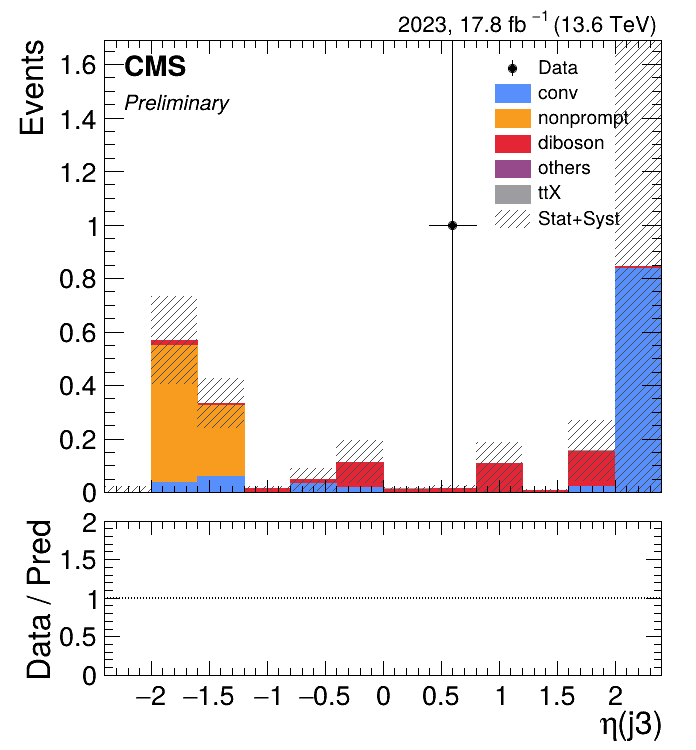 2023, 17.8 fb⁻¹ (13.6 TeV)
CMS
Preliminary
Events
1.6
1.4
1.2
1
0.8
0.6
0.4
0.2
0
Data
conv
nonprompt
diboson
others
ttX
Stat+Syst
Data / Pred
2
1.5
1
0.5
0
−2 −1.5 −1 −0.5 0 0.5 1 1.5 2
η(j3)